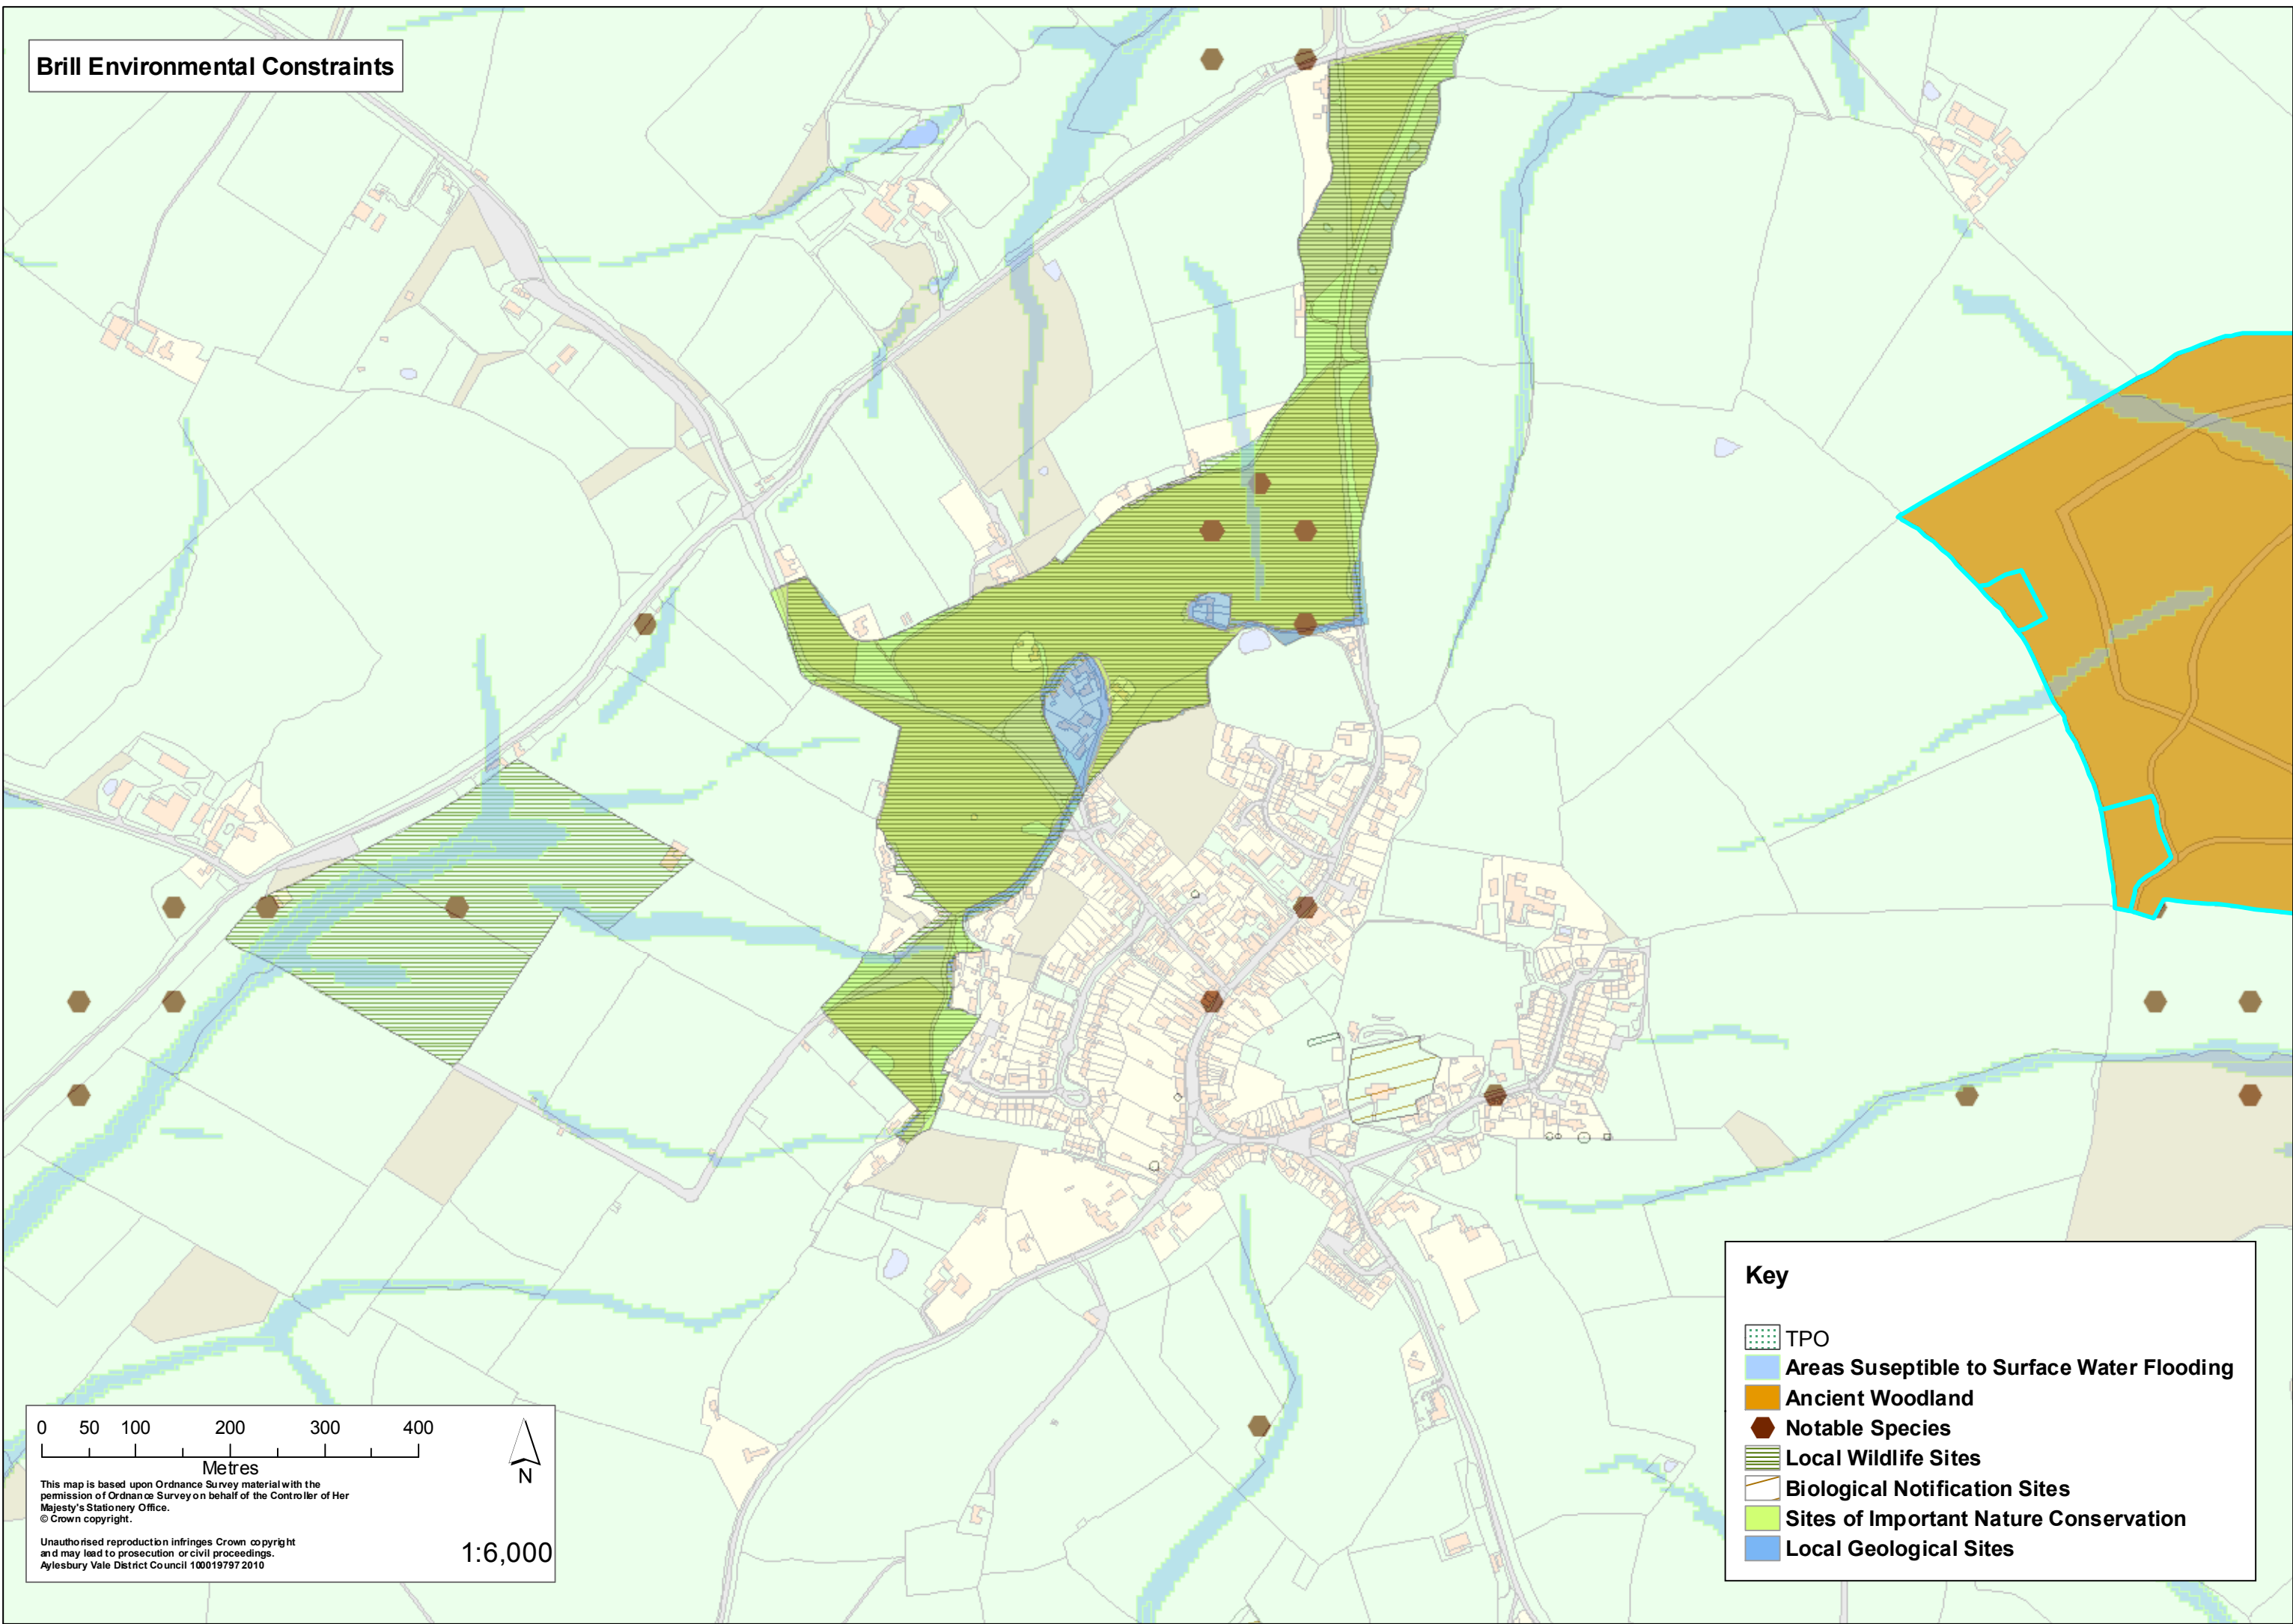 Brill Environmental Constraints
Key
TPO
Areas Suseptible to Surface Water Flooding
Ancient Woodland
Notable Species
Local Wildlife Sites
Biological Notification Sites
Sites of Important Nature Conservation
Local Geological Sites
0 50 100 200 300 400
Metres
N
This map is based upon Ordnance Survey material with the
permission of Ordnance Survey on behalf of the Controller of Her
Majesty's Stationery Office.
© Crown copyright.
Unauthorised reproduction infringes Crown copyright
and may lead to prosecution or civil proceedings.
Aylesbury Vale District Council 100019797 2010
1:6,000